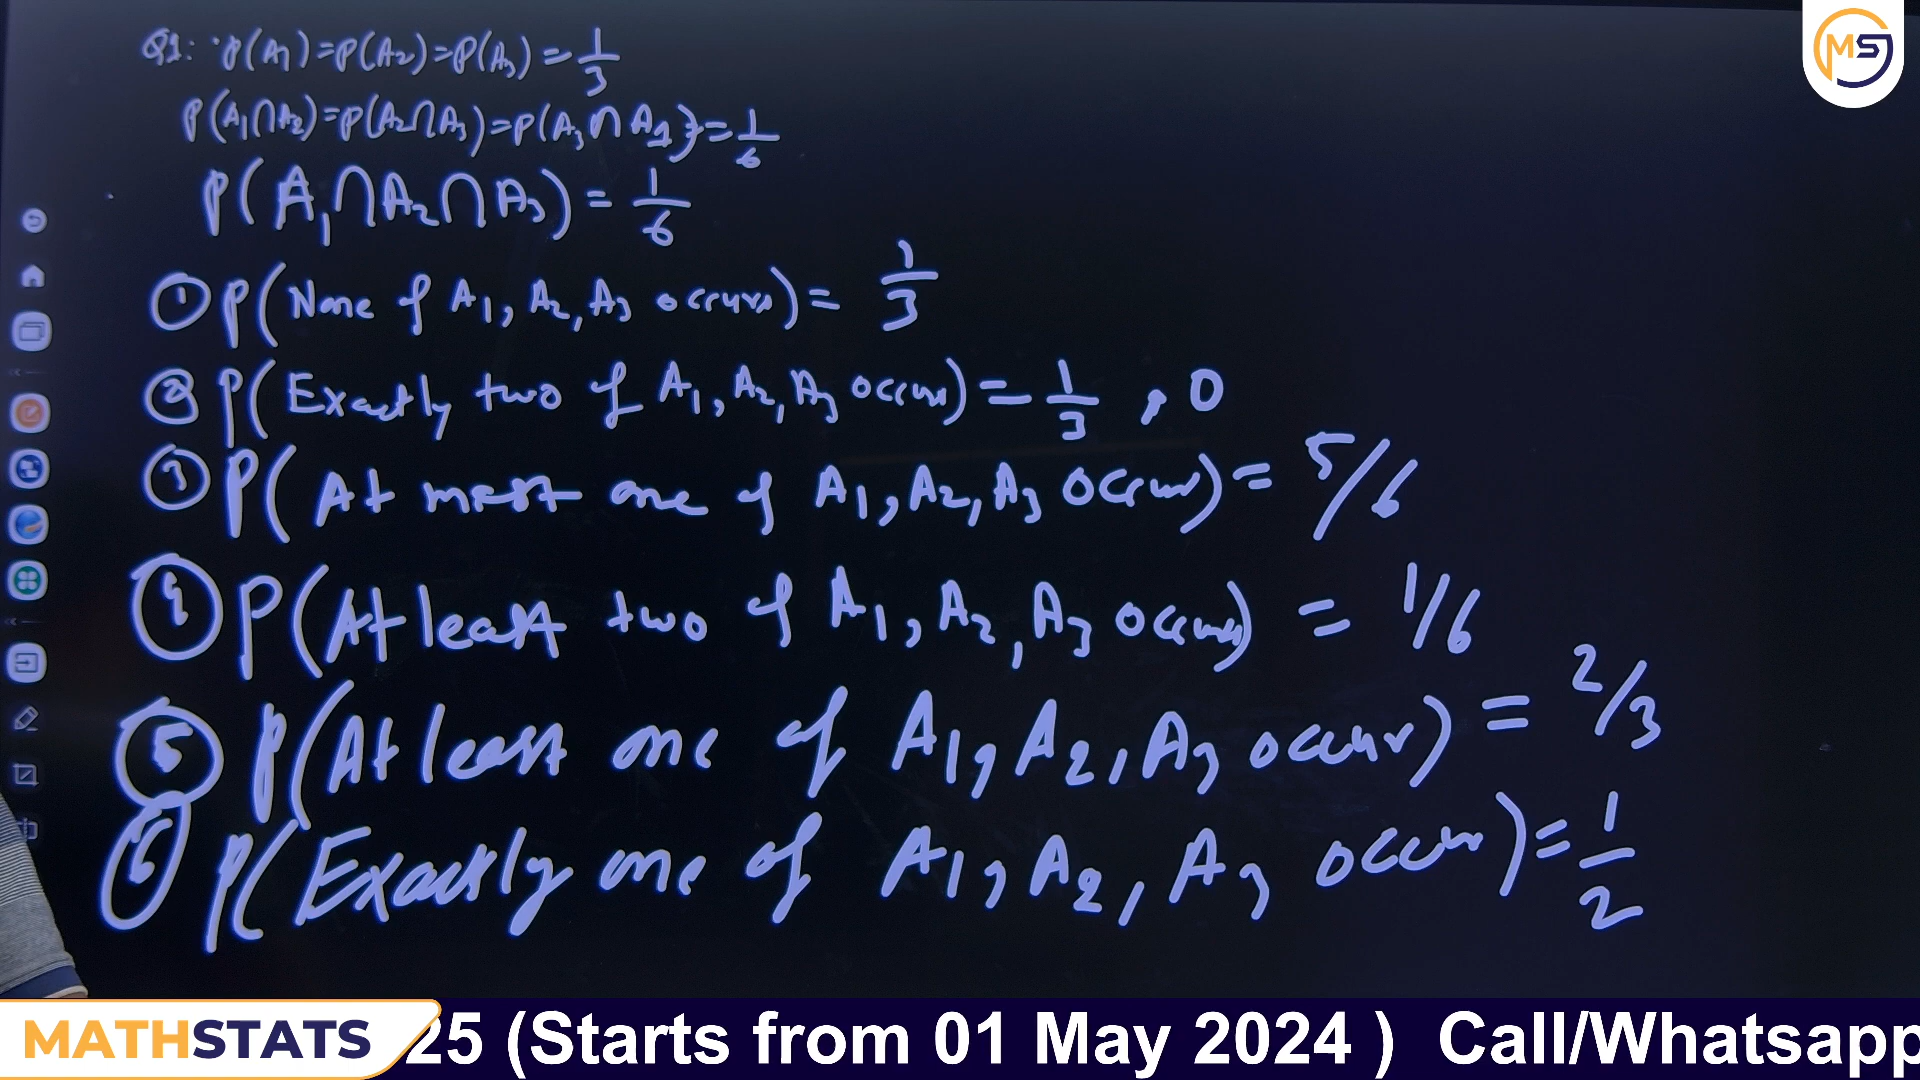 MS
Q1: P(A1)=P(A2)=P(A3)=1/3
P(A1∩A2)=P(A2∩A3)=P(A3∩A1)=1/6
P(A1∩A2∩A3)=1/6
① P(None of A1, A2, A3 occurs)= 1/3
② P(Exactly two of A1, A2, A3 occurs)= 1/3 , 0
③ P(At most one of A1, A2, A3 occur)= 5/6
④ P(At least two of A1, A2, A3 occurs) = 1/6
⑤ P(At least one of A1, A2, A3 occur) = 2/3
⑥ P(Exactly one of A1, A2, A3 occur)= 1/2
MATHSTATS 25 (Starts from 01 May 2024 ) Call/Whatsapp